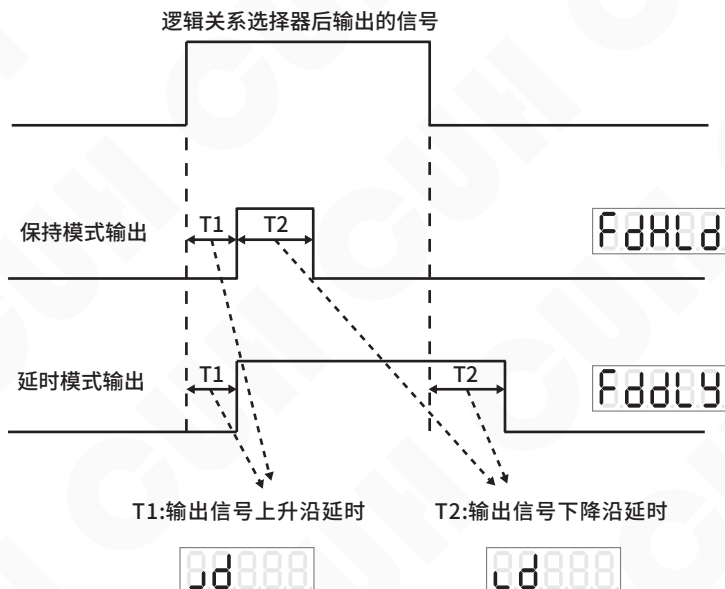 逻辑关系选择器后输出的信号
保持模式输出
T1
T2
FdHLd
延时模式输出
T1
T2
FddLY
T1:输出信号上升沿延时
T2:输出信号下降沿延时